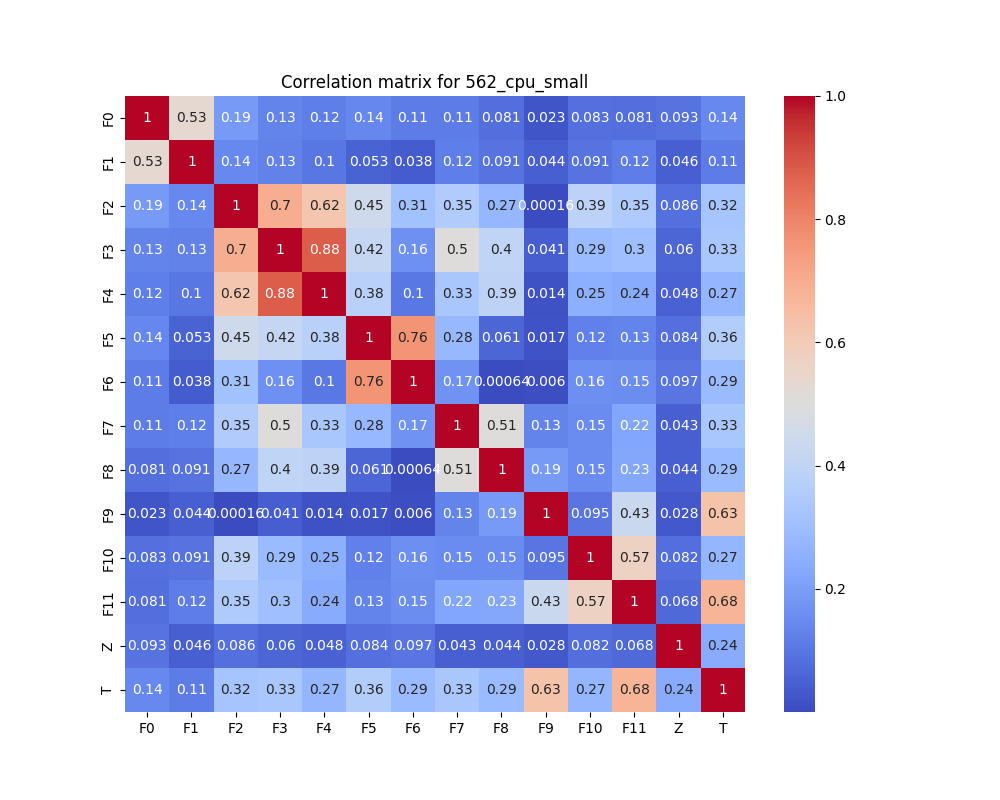 Correlation matrix for 562_cpu_small
F0 1 0.53 0.19 0.13 0.12 0.14 0.11 0.11 0.081 0.023 0.083 0.081 0.093 0.14
F1 0.53 1 0.14 0.13 0.1 0.053 0.038 0.12 0.091 0.044 0.091 0.12 0.046 0.11
F2 0.19 0.14 1 0.7 0.62 0.45 0.31 0.35 0.27 0.00016 0.39 0.35 0.086 0.32
F3 0.13 0.13 0.7 1 0.88 0.42 0.16 0.5 0.4 0.041 0.29 0.3 0.06 0.33
F4 0.12 0.1 0.62 0.88 1 0.38 0.1 0.33 0.39 0.014 0.25 0.24 0.048 0.27
F5 0.14 0.053 0.45 0.42 0.38 1 0.76 0.28 0.061 0.017 0.12 0.13 0.084 0.36
F6 0.11 0.038 0.31 0.16 0.1 0.76 1 0.17 0.00064 0.006 0.16 0.15 0.097 0.29
F7 0.11 0.12 0.35 0.5 0.33 0.28 0.17 1 0.51 0.13 0.15 0.22 0.043 0.33
F8 0.081 0.091 0.27 0.4 0.39 0.061 0.00064 0.51 1 0.19 0.15 0.23 0.044 0.29
F9 0.023 0.044 0.00016 0.041 0.014 0.017 0.006 0.13 0.19 1 0.095 0.43 0.028 0.63
F10 0.083 0.091 0.39 0.29 0.25 0.12 0.16 0.15 0.15 0.095 1 0.57 0.082 0.27
F11 0.081 0.12 0.35 0.3 0.24 0.13 0.15 0.22 0.23 0.43 0.57 1 0.068 0.68
Z 0.093 0.046 0.086 0.06 0.048 0.084 0.097 0.043 0.044 0.028 0.082 0.068 1 0.24
T 0.14 0.11 0.32 0.33 0.27 0.36 0.29 0.33 0.29 0.63 0.27 0.68 0.24 1
F0 F1 F2 F3 F4 F5 F6 F7 F8 F9 F10 F11 Z T
1.0
0.8
0.6
0.4
0.2